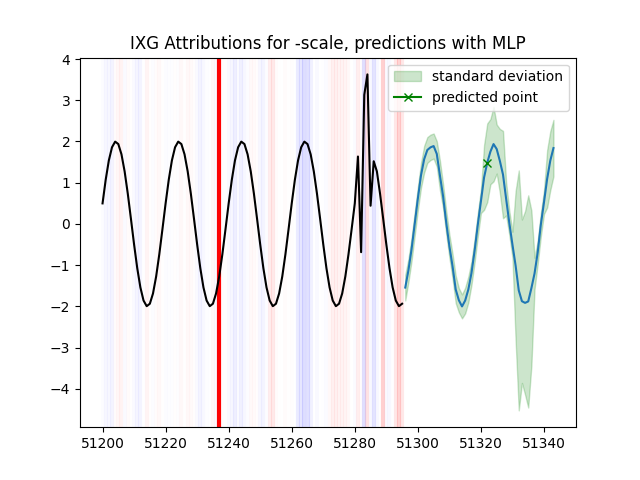 IXG Attributions for -scale, predictions with MLP
standard deviation
predicted point
4
3
2
1
0
−1
−2
−3
−4
51200 51220 51240 51260 51280 51300 51320 51340